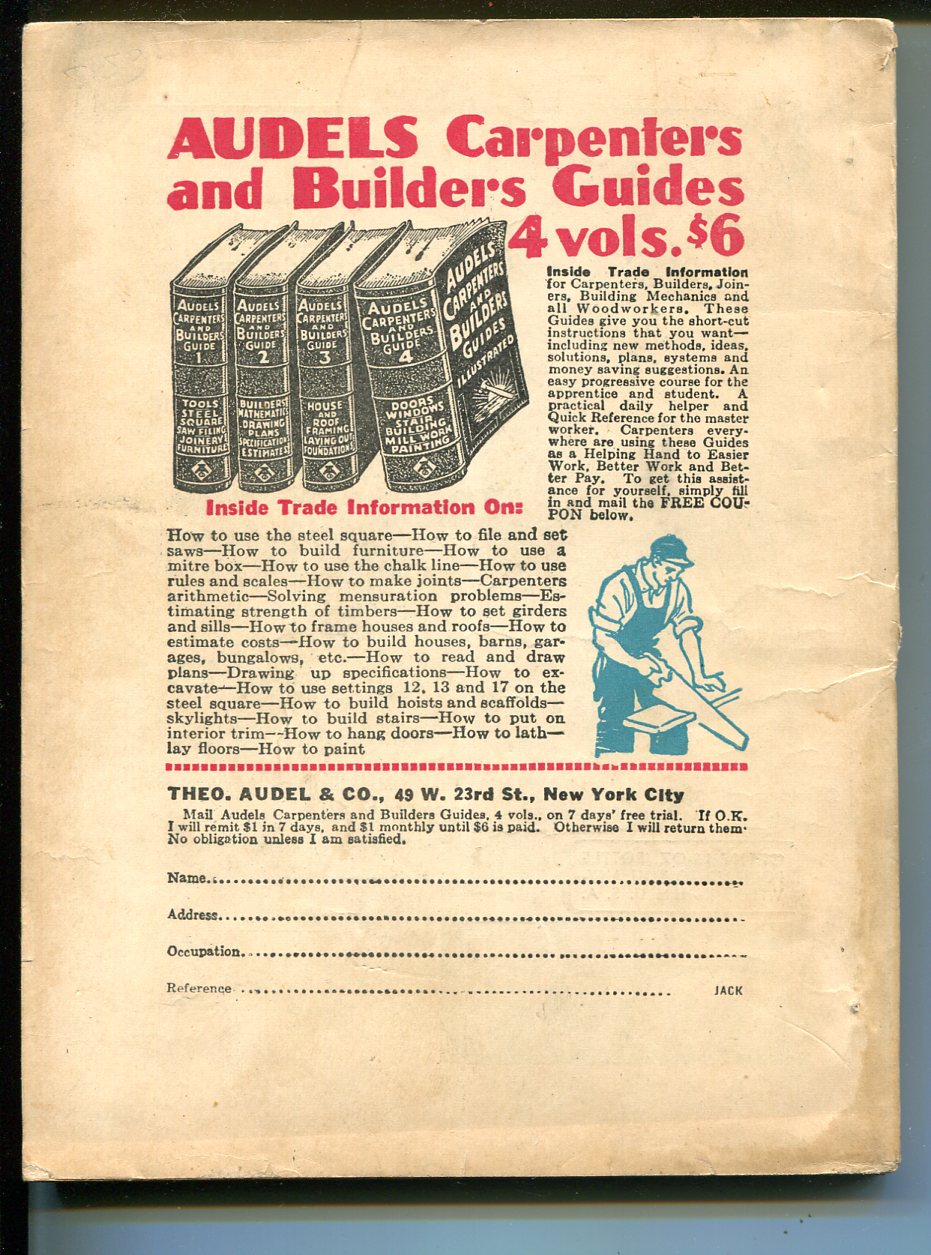 AUDELS Carpenters
and Builders Guides
4 vols. $6
AUDELS
CARPENTERS
AND
BUILDERS
GUIDE
1
TOOLS
STEEL
SQUARE
SAW FILING
JOINERY
FURNITURE
AUDELS
CARPENTERS
AND
BUILDERS
GUIDE
2
BUILDERS
MATHEMATICS
DRAWING
PLANS
SPECIFICATIONS
ESTIMATES
AUDELS
CARPENTERS
AND
BUILDERS
GUIDE
3
HOUSE
AND
ROOF
FRAMING
LAYING OUT
FOUNDATIONS
AUDELS
CARPENTERS
AND
BUILDERS
GUIDE
4
DOORS
WINDOWS
STAIR
BUILDING
MILL WORK
PAINTING
AUDELS
CARPENTERS
AND
BUILDERS
GUIDES
ILLUSTRATED
Inside Trade Information
for Carpenters, Builders, Join-
ers, Building Mechanics and
all Woodworkers. These
Guides give you the short-cut
instructions that you want—
including new methods, ideas,
solutions, plans, systems and
money saving suggestions. An
easy progressive course for the
apprentice and student. A
practical daily helper and
Quick Reference for the master
worker. Carpenters every-
where are using these Guides
as a Helping Hand to Easier
Work, Better Work and Bet-
ter Pay. To get this assist-
ance for yourself, simply fill
in and mail the FREE COU-
PON below.
Inside Trade Information On:
How to use the steel square—How to file and set
saws—How to build furniture—How to use a
mitre box—How to use the chalk line—How to use
rules and scales—How to make joints—Carpenters
arithmetic—Solving mensuration problems—Es-
timating strength of timbers—How to set girders
and sills—How to frame houses and roofs—How to
estimate costs—How to build houses, barns, gar-
ages, bungalows, etc.—How to read and draw
plans—Drawing up specifications—How to ex-
cavate—How to use settings 12, 13 and 17 on the
steel square—How to build hoists and scaffolds—
skylights—How to build stairs—How to put on
interior trim—How to hang doors—How to lath—
lay floors—How to paint
THEO. AUDEL & CO., 49 W. 23rd St., New York City
Mail Audels Carpenters and Builders Guides, 4 vols., on 7 days' free trial. If O.K.
I will remit $1 in 7 days, and $1 monthly until $6 is paid. Otherwise I will return them.
No obligation unless I am satisfied.
Name
Address
Occupation
Reference JACK